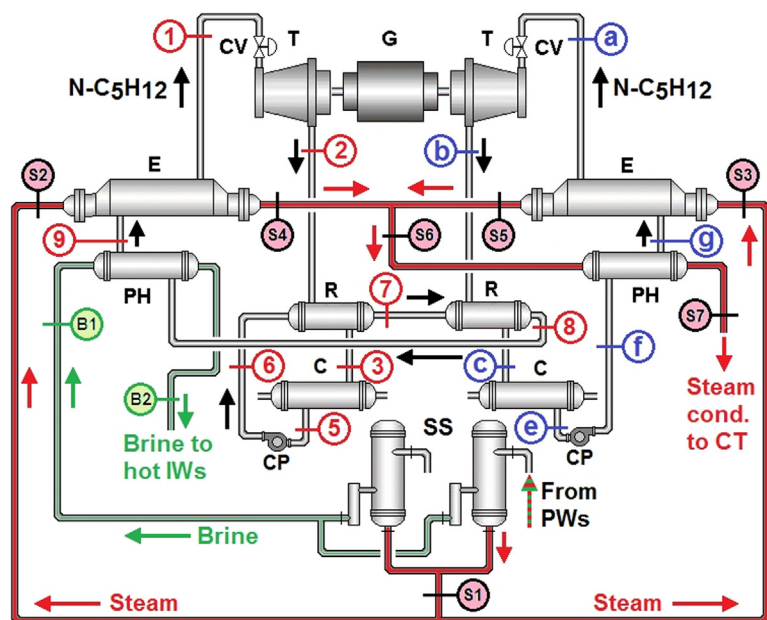 1
CV
T
G
T
CV
a
N-C5H12
N-C5H12
2
b
S2
E
E
S3
S4
S6
S5
9
g
PH
R
7
R
PH
B1
8
S7
6
C
3
c
C
f
B2
5
SS
e
Steam
cond.
to CT
Brine to
hot IWs
CP
CP
From
PWs
Brine
S1
Steam
Steam